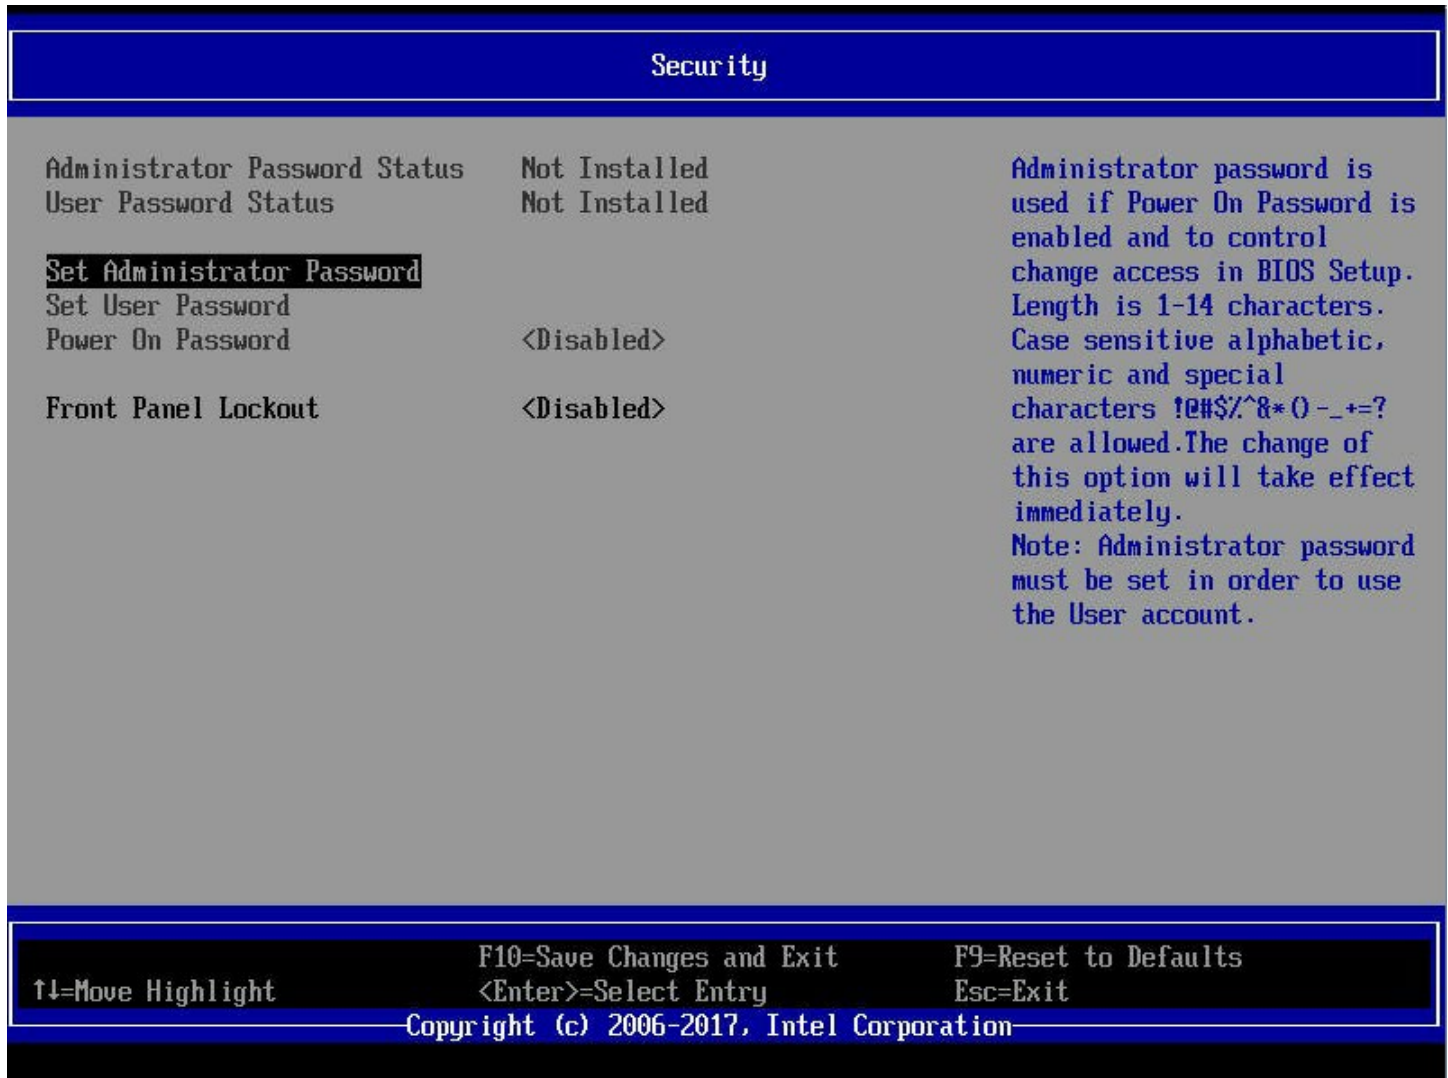 Security
Administrator Password Status Not Installed
User Password Status Not Installed
Set Administrator Password
Set User Password
Power On Password <Disabled>
Front Panel Lockout <Disabled>
Administrator password is
used if Power On Password is
enabled and to control
change access in BIOS Setup.
Length is 1-14 characters.
Case sensitive alphabetic,
numeric and special
characters !@#$%^&*()-_+=?
are allowed.The change of
this option will take effect
immediately.
Note: Administrator password
must be set in order to use
the User account.
F10=Save Changes and Exit F9=Reset to Defaults
↑↓=Move Highlight <Enter>=Select Entry Esc=Exit
Copyright (c) 2006-2017, Intel Corporation